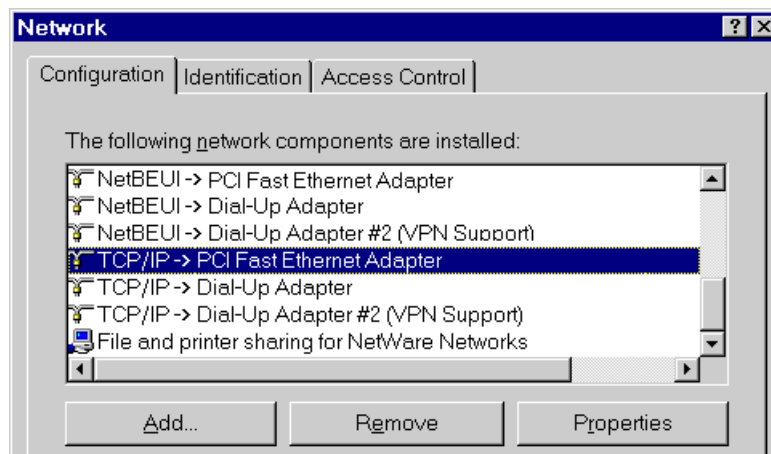 Network
Configuration Identification Access Control
The following network components are installed:
NetBEUI -> PCI Fast Ethernet Adapter
NetBEUI -> Dial-Up Adapter
NetBEUI -> Dial-Up Adapter #2 (VPN Support)
TCP/IP -> PCI Fast Ethernet Adapter
TCP/IP -> Dial-Up Adapter
TCP/IP -> Dial-Up Adapter #2 (VPN Support)
File and printer sharing for NetWare Networks
Add... Remove Properties